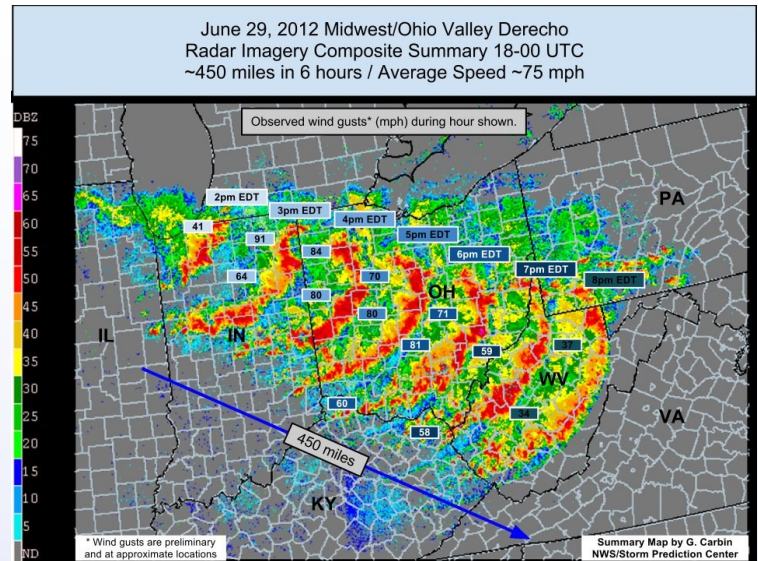 June 29, 2012 Midwest/Ohio Valley Derecho
Radar Imagery Composite Summary 18-00 UTC
~450 miles in 6 hours / Average Speed ~75 mph
DBZ
75
70
65
60
55
50
45
40
35
30
25
20
15
10
5
ND
Observed wind gusts* (mph) during hour shown.
2pm EDT
3pm EDT
4pm EDT
5pm EDT
6pm EDT
7pm EDT
8pm EDT
PA
41
91
84
64
70
80
OH
80
71
IL
IN
81
59
37
WV
60
34
VA
58
450 miles
KY
* Wind gusts are preliminary
and at approximate locations
Summary Map by G. Carbin
NWS/Storm Prediction Center